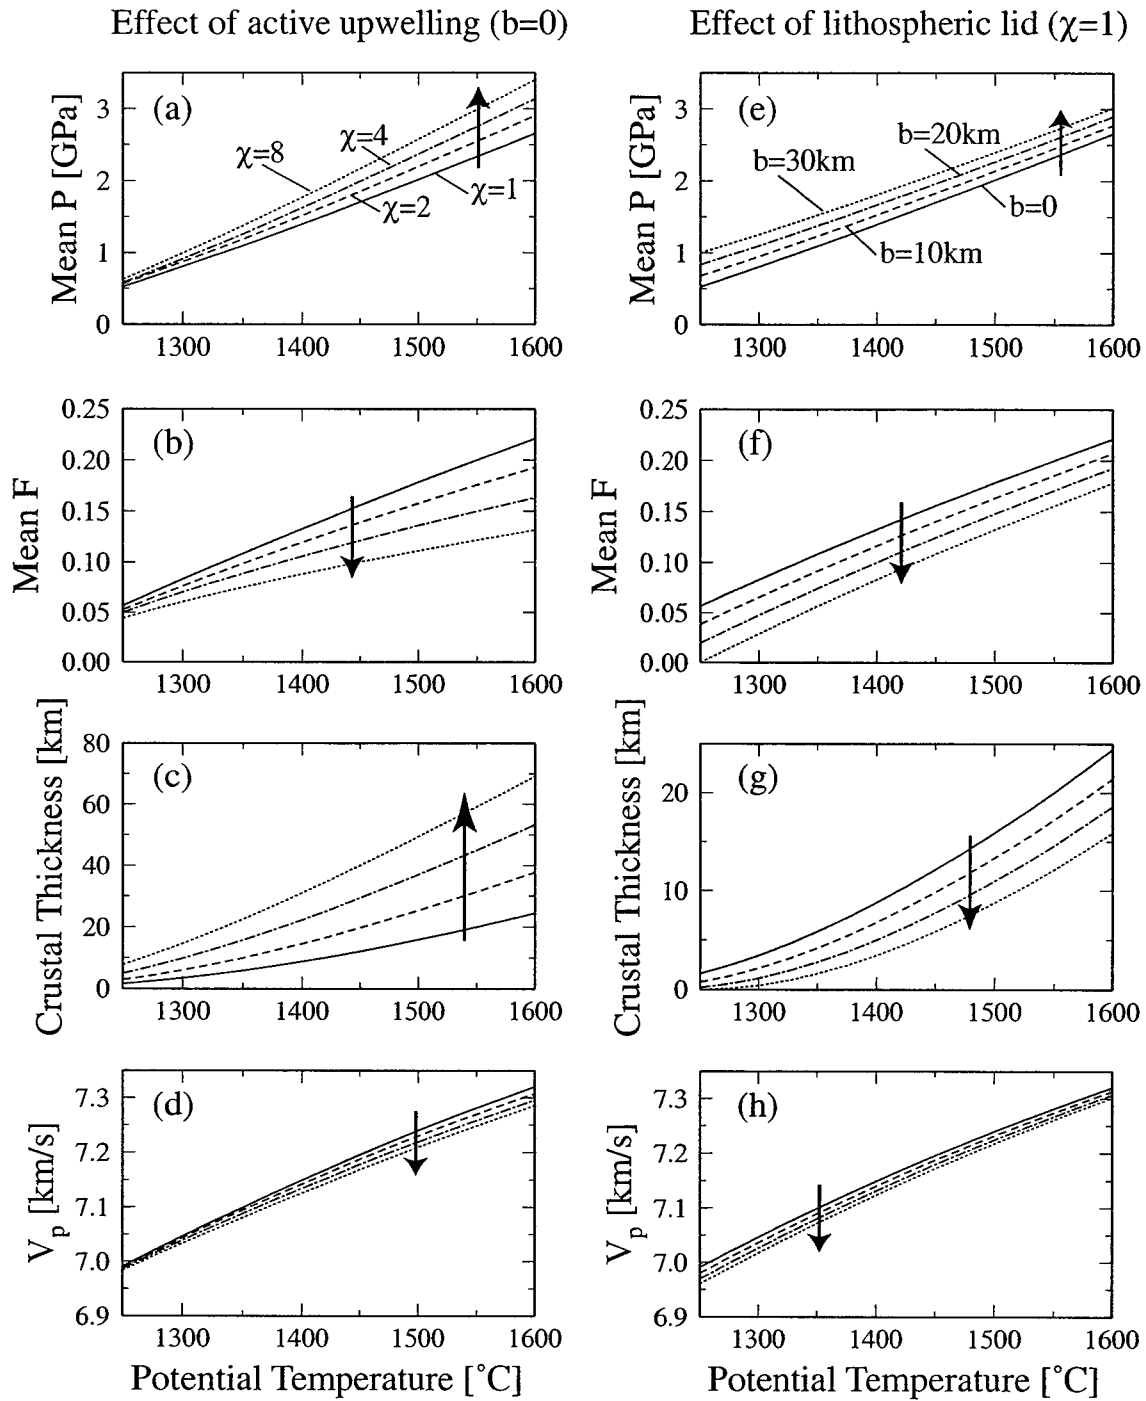 Effect of active upwelling (b=0)
Effect of lithospheric lid (χ=1)
Mean P [GPa]
3
2
1
0
(a)
χ=8
χ=4
χ=2
χ=1
1300 1400 1500 1600
Mean P [GPa]
3
2
1
0
(e)
b=30km
b=20km
b=0
b=10km
1300 1400 1500 1600
Mean F
0.25
0.20
0.15
0.10
0.05
0.00
(b)
1300 1400 1500 1600
Mean F
0.25
0.20
0.15
0.10
0.05
0.00
(f)
1300 1400 1500 1600
Crustal Thickness [km]
80
60
40
20
0
(c)
1300 1400 1500 1600
Crustal Thickness [km]
20
10
0
(g)
1300 1400 1500 1600
Vp [km/s]
7.3
7.2
7.1
7.0
6.9
(d)
1300 1400 1500 1600
Potential Temperature [°C]
Vp [km/s]
7.3
7.2
7.1
7.0
6.9
(h)
1300 1400 1500 1600
Potential Temperature [°C]